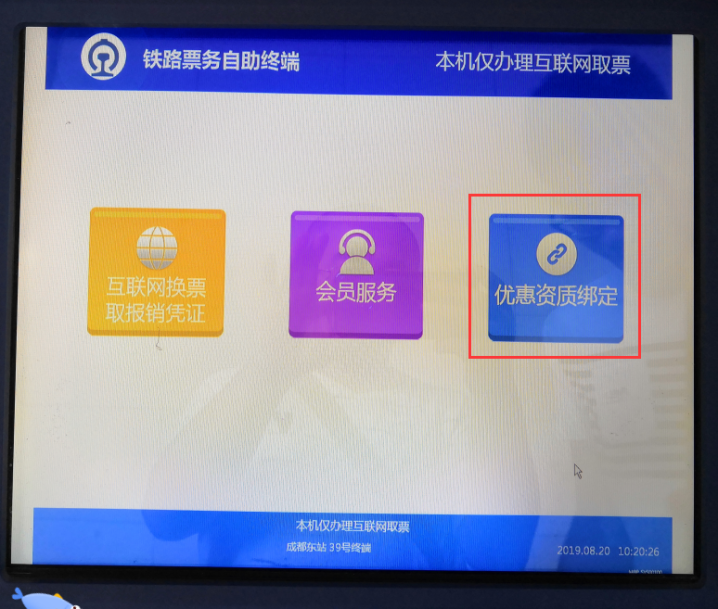 铁路票务自助终端
本机仅办理互联网取票
互联网换票
取报销凭证
会员服务
优惠资质绑定
本机仅办理互联网取票
成都东站 39号终端
2019.08.20 10:20:26